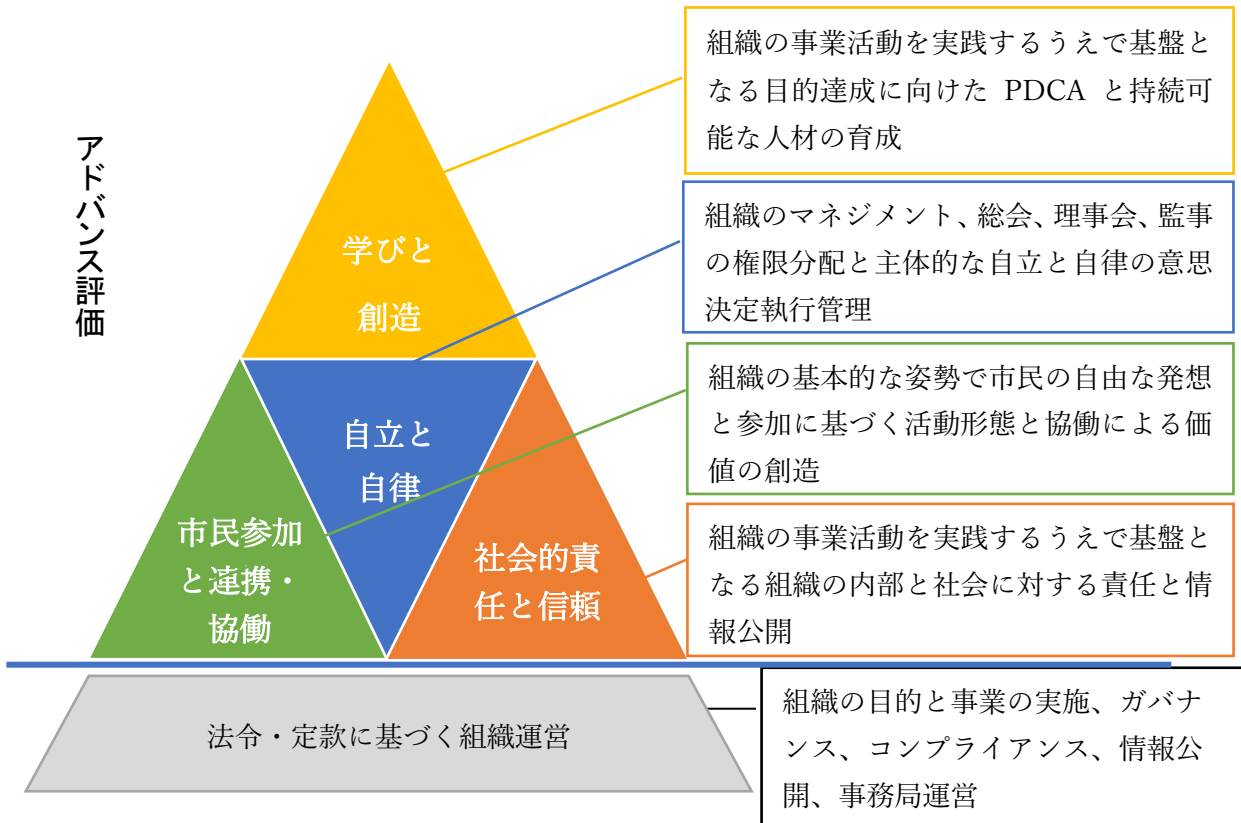 アドバンス評価
学びと
創造
自立と
自律
市民参加
と連携・
協働
社会的責
任と信頼
法令・定款に基づく組織運営
組織の事業活動を実践するうえで基盤と
なる目的達成に向けた PDCA と持続可
能な人材の育成
組織のマネジメント、総会、理事会、監事
の権限分配と主体的な自立と自律の意思
決定執行管理
組織の基本的な姿勢で市民の自由な発想
と参加に基づく活動形態と協働による価
値の創造
組織の事業活動を実践するうえで基盤と
なる組織の内部と社会に対する責任と情
報公開
組織の目的と事業の実施、ガバナ
ンス、コンプライアンス、情報公
開、事務局運営